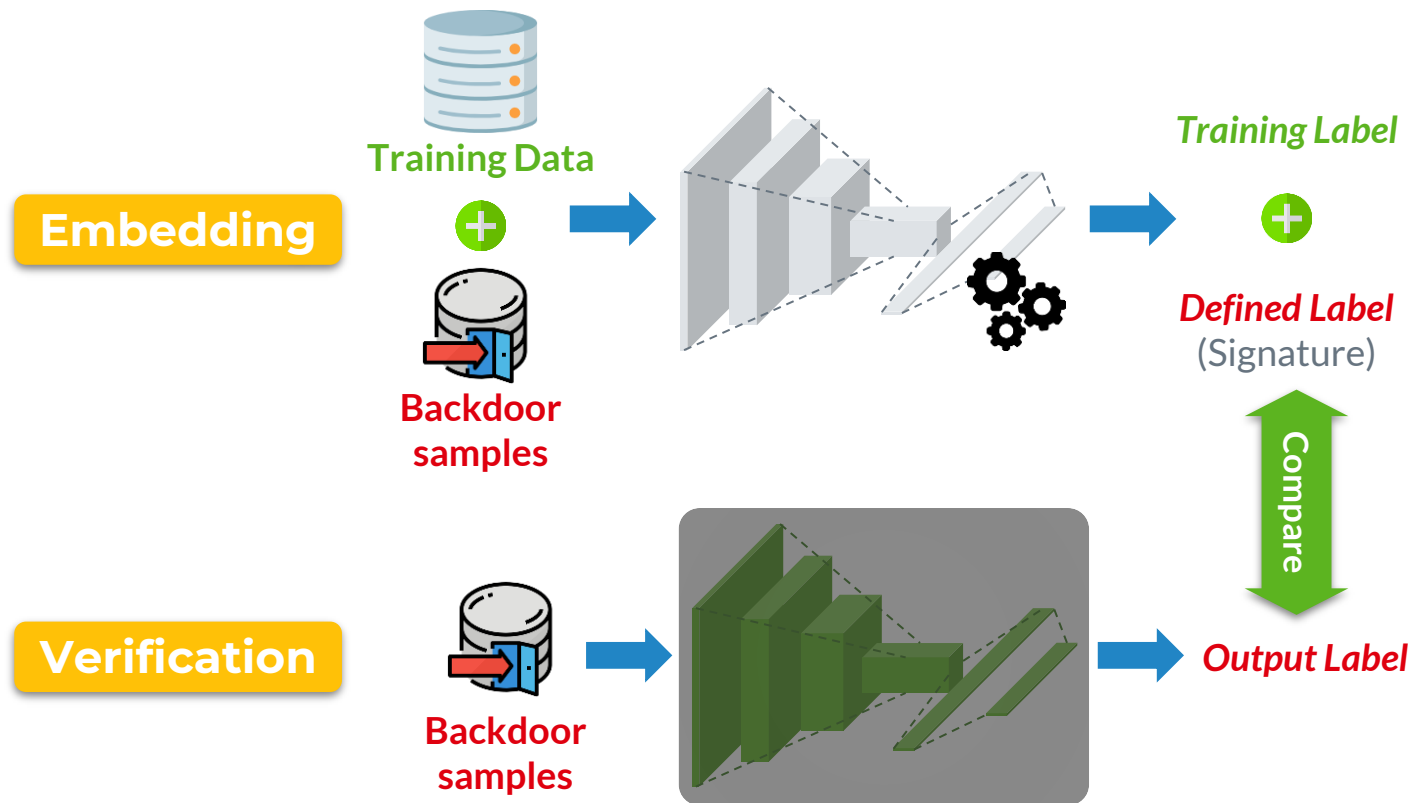 Training Data
Training Label
Embedding
Defined Label
(Signature)
Backdoor
samples
Compare
Verification
Output Label
Backdoor
samples